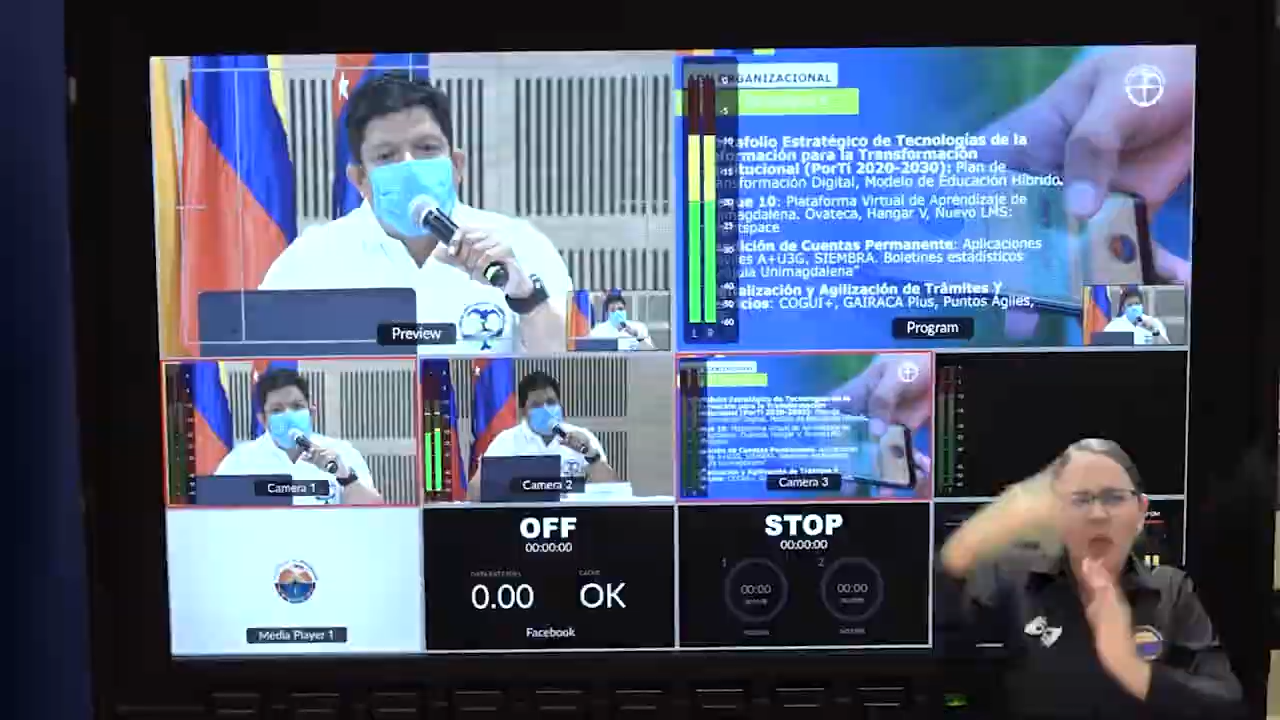 ORGANIZACIONAL
afolio Estratégico de Tecnologías de la
rmación para la Transformación
tucional (PorTi 2020-2030): Plan de
nsformación Digital, Modelo de Educación Híbrido.
ue 10: Plataforma Virtual de Aprendizaje de
magdalena. Ovateca, Hangar V, Nuevo LMS:
tspace
ición de Cuentas Permanente: Aplicaciones
es A+U3G, SIEMBRA. Boletines estadísticos
Unimagdalena"
alización y Agilización de Trámites y
cios: COGUI+, GAIRACA Plus, Puntos Ágiles,
L R
Preview
Program
Camera 1
Camera 2
Camera 3
Media Player 1
OFF
00:00:00
0.00
OK
Facebook
STOP
00:00:00
1
2
00:00
00:00